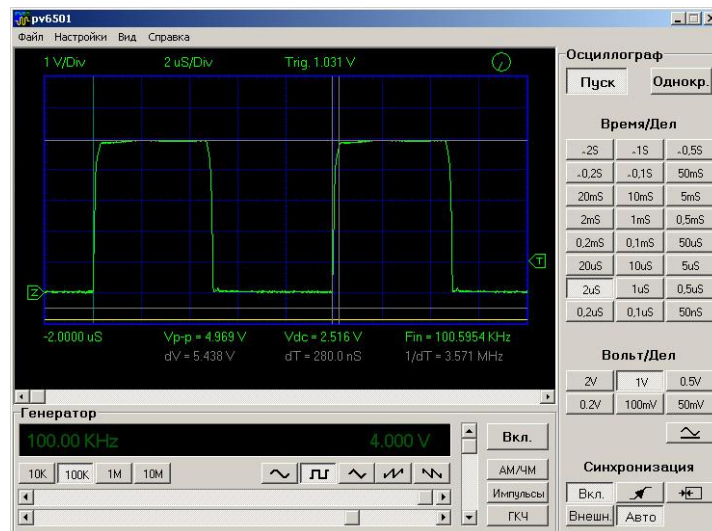 pv6501
Файл Настройки Вид Справка
1 V/Div 2 uS/Div Trig. 1.031 V
Z
T
-2.0000 uS Vp-p = 4.969 V Vdc = 2.516 V Fin = 100.5954 KHz
dV = 5.438 V dT = 280.0 nS 1/dT = 3.571 MHz
Генератор
100.00 KHz 4.000 V
10K 100K 1M 10M
Вкл.
АМ/ЧМ
Импульсы
ГКЧ
Осциллограф
Пуск Однокр.
Время/Дел
-2S -1S -0,5S
-0,2S -0,1S 50mS
20mS 10mS 5mS
2mS 1mS 0,5mS
0,2mS 0,1mS 50uS
20uS 10uS 5uS
2uS 1uS 0,5uS
0,2uS 0,1uS 50nS
Вольт/Дел
2V 1V 0.5V
0.2V 100mV 50mV
Синхронизация
Вкл.
Внешн. Авто